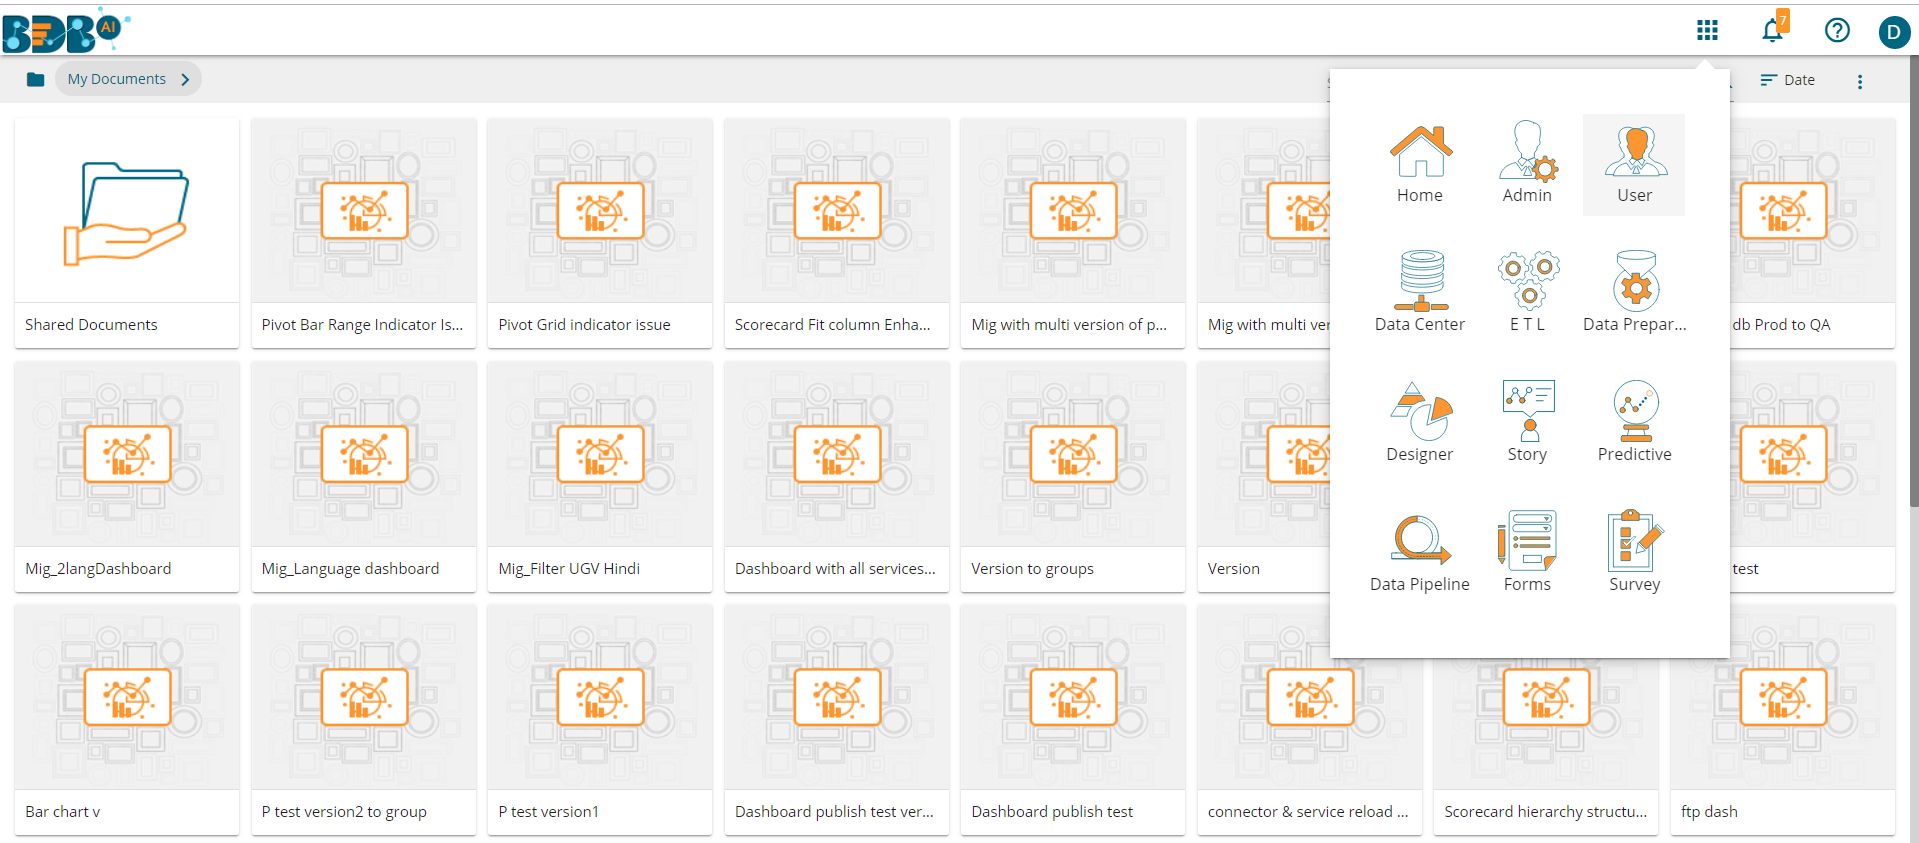 BDB AI
7
?
D
My Documents
Date
Home
Admin
User
Data Center
E T L
Data Prepar...
Designer
Story
Predictive
Data Pipeline
Forms
Survey
Shared Documents
Pivot Bar Range Indicator Is...
Pivot Grid indicator issue
Scorecard Fit column Enha...
Mig with multi version of p...
Mig with multi ver
db Prod to QA
Mig_2langDashboard
Mig_Language dashboard
Mig_Filter UGV Hindi
Dashboard with all services...
Version to groups
Version
test
Bar chart v
P test version2 to group
P test version1
Dashboard publish test ver...
Dashboard publish test
connector & service reload ...
Scorecard hierarchy structu...
ftp dash